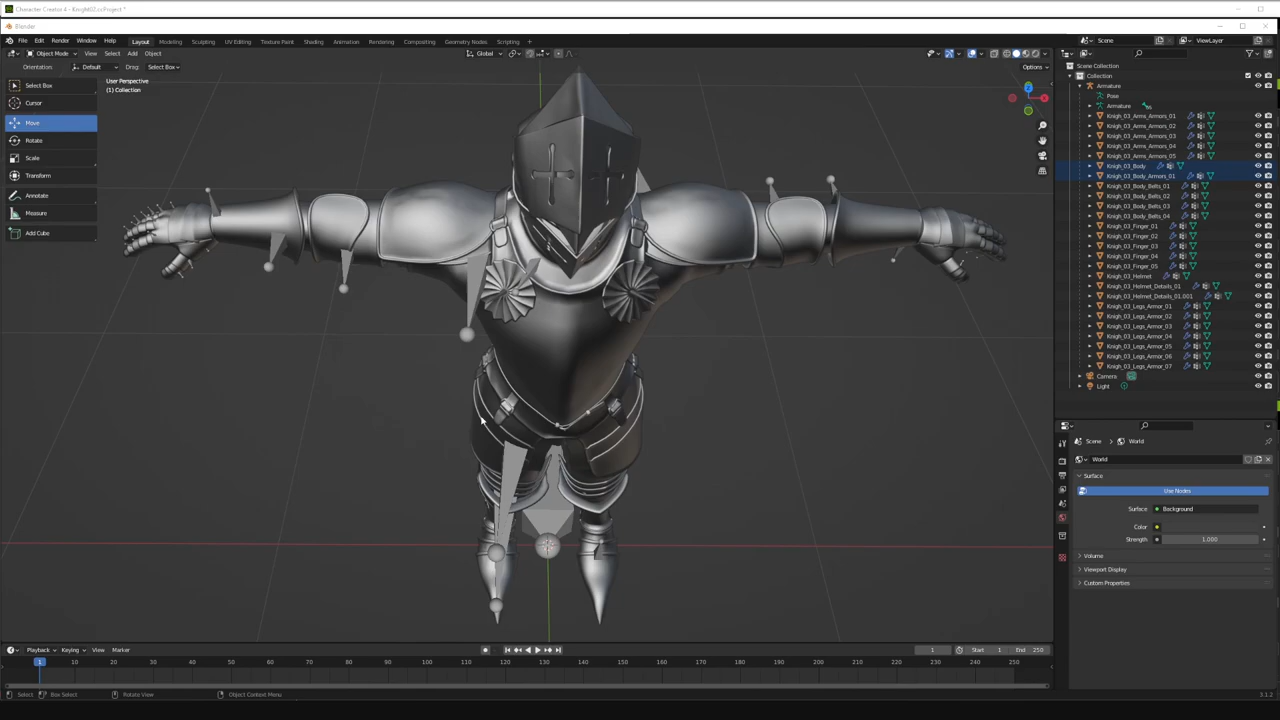 Character Creator 4 - KnigM02.ccProject *
Blender
File Edit Render Window Help Layout Modeling Sculpting UV Editing Texture Paint Shading Animation Rendering Compositing Geometry Nodes Scripting + Scene ViewLayer
Object Mode View Select Add Object Global
Orientation: Default Drag: Select Box Options
User Perspective
(1) Collection
Select Box
Cursor
Move
Rotate
Scale
Transform
Annotate
Measure
Add Cube
Z
X
Scene Collection
Collection
Armature
Pose
Armature
Knigh_03_Arms_Armors_01
Knigh_03_Arms_Armors_02
Knigh_03_Arms_Armors_03
Knigh_03_Arms_Armors_04
Knigh_03_Arms_Armors_05
Knigh_03_Body
Knigh_03_Body_Armors_01
Knigh_03_Body_Belts_01
Knigh_03_Body_Belts_02
Knigh_03_Body_Belts_03
Knigh_03_Body_Belts_04
Knigh_03_Finger_01
Knigh_03_Finger_02
Knigh_03_Finger_03
Knigh_03_Finger_04
Knigh_03_Finger_05
Knigh_03_Helmet
Knigh_03_Helmet_Details_01
Knigh_03_Helmet_Details_01.001
Knigh_03_Legs_Armor_01
Knigh_03_Legs_Armor_02
Knigh_03_Legs_Armor_03
Knigh_03_Legs_Armor_04
Knigh_03_Legs_Armor_05
Knigh_03_Legs_Armor_06
Knigh_03_Legs_Armor_07
Camera
Light
Scene > World
World
Surface
Use Nodes
Surface Background
Color
Strength 1.000
Volume
Viewport Display
Custom Properties
Playback Keying View Marker 1 Start 1 End 250
1 10 20 30 40 50 60 70 80 90 100 110 120 130 140 150 160 170 180 190 200 210 220 230 240 250
Select Box Select Rotate View Object Context Menu 3.1.2